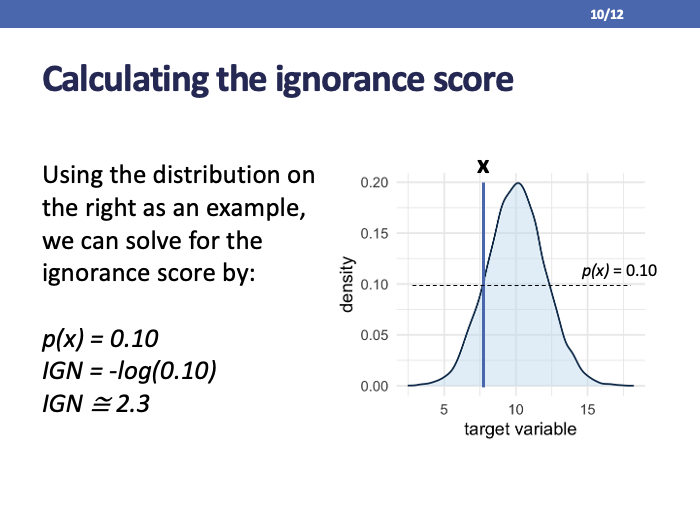 10/12
Calculating the ignorance score
Using the distribution on
the right as an example,
we can solve for the
ignorance score by:
p(x) = 0.10
IGN = -log(0.10)
IGN ≅ 2.3
x
0.20
0.15
0.10
0.05
0.00
density
p(x) = 0.10
5 10 15
target variable